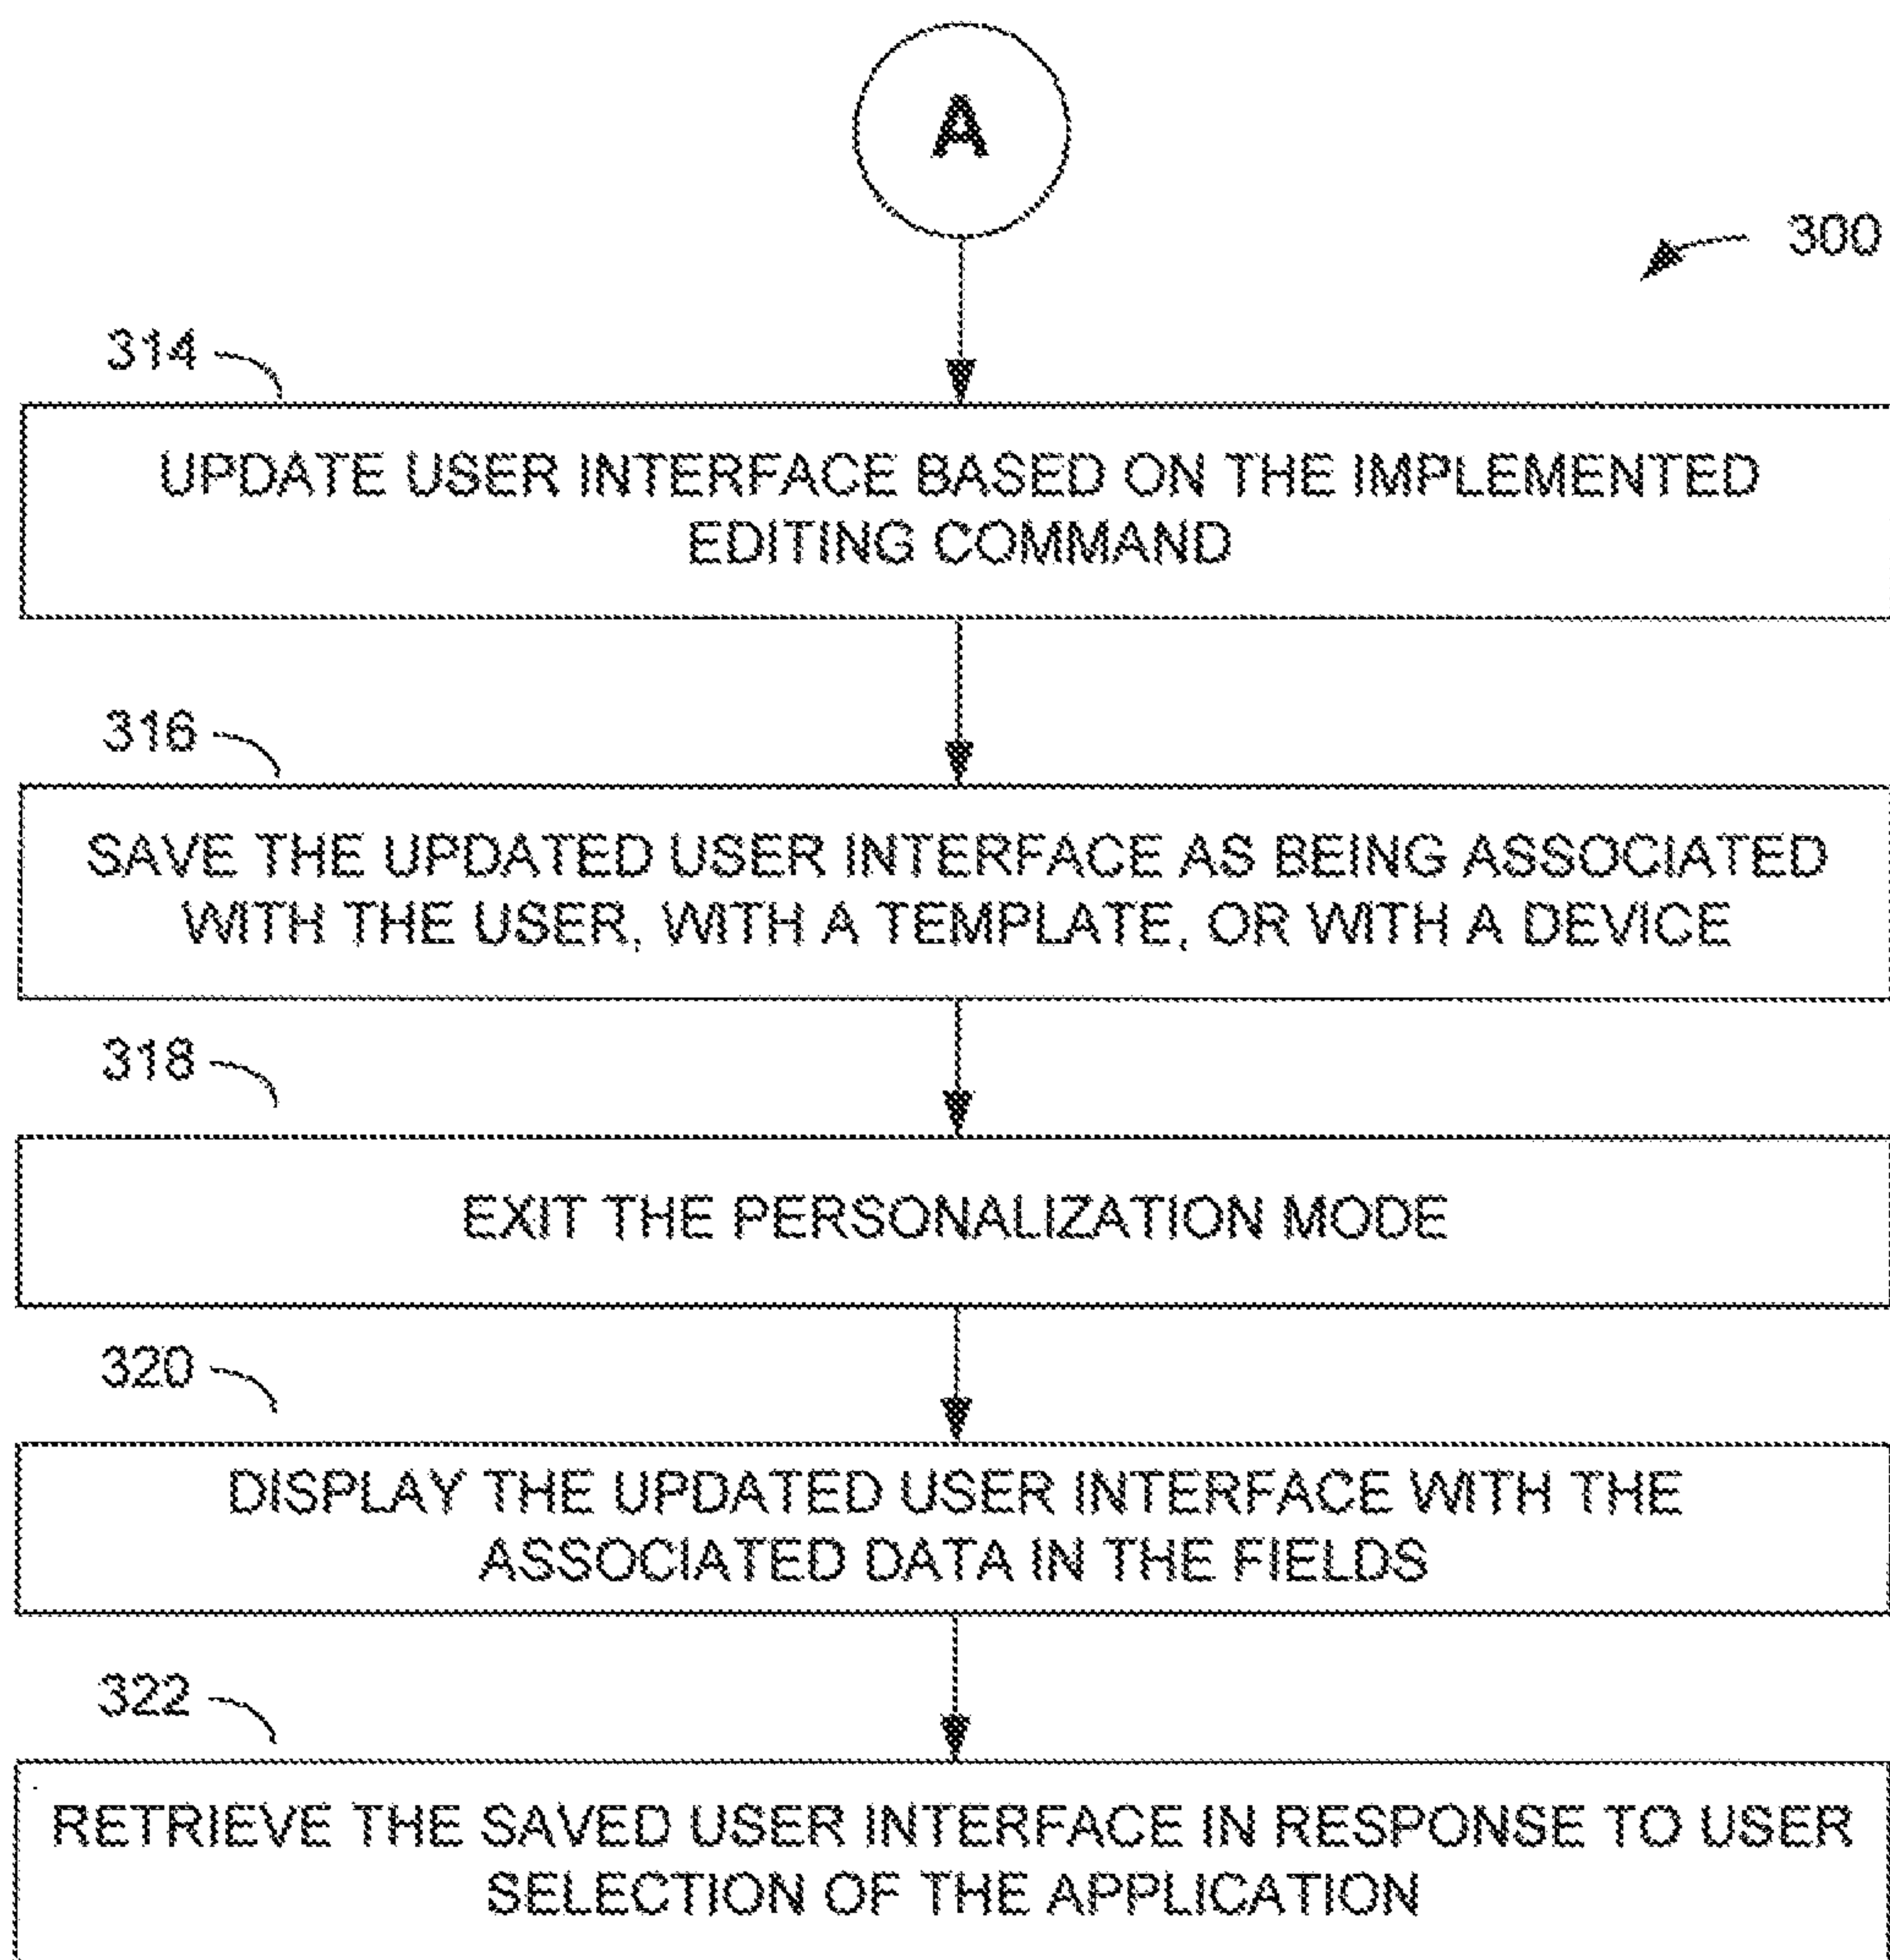 A
300
314
UPDATE USER INTERFACE BASED ON THE IMPLEMENTED
EDITING COMMAND
316
SAVE THE UPDATED USER INTERFACE AS BEING ASSOCIATED
WITH THE USER, WITH A TEMPLATE, OR WITH A DEVICE
318
EXIT THE PERSONALIZATION MODE
320
DISPLAY THE UPDATED USER INTERFACE WITH THE
ASSOCIATED DATA IN THE FIELDS
322
RETRIEVE THE SAVED USER INTERFACE IN RESPONSE TO USER
SELECTION OF THE APPLICATION